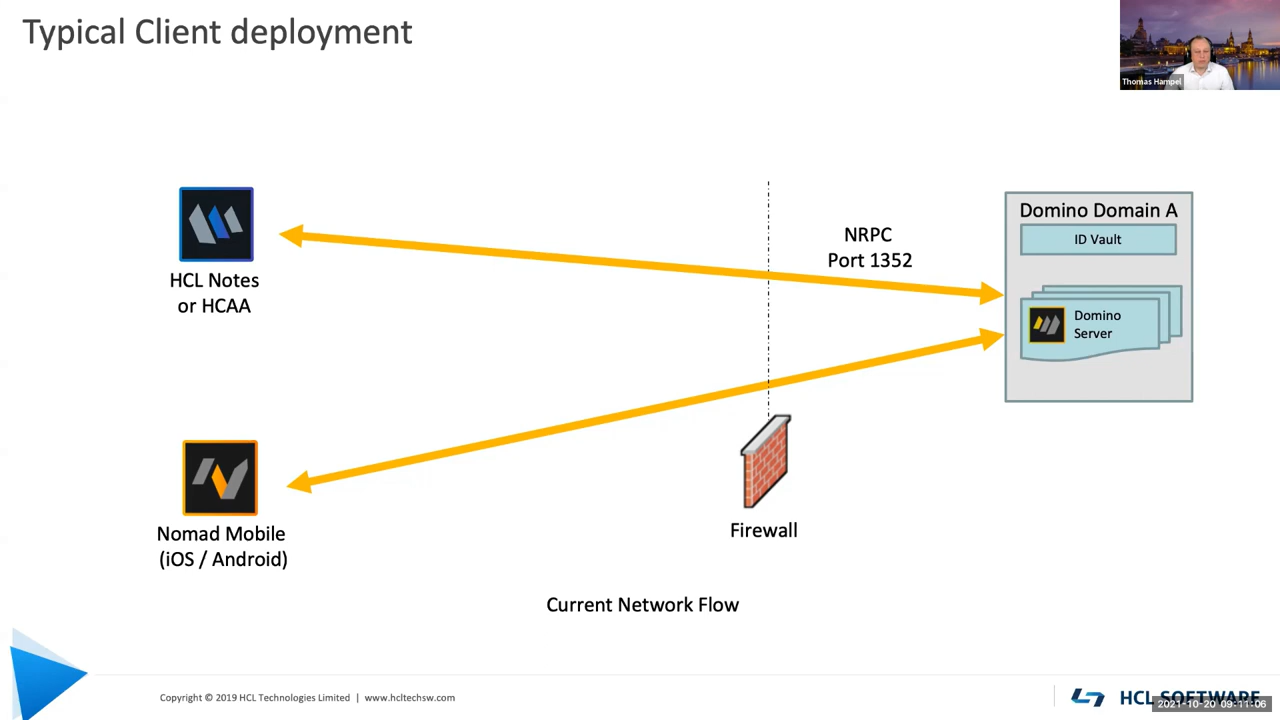 Typical Client deployment
Thomas Hampel
NRPC
Port 1352
Domino Domain A
ID Vault
Domino
Server
HCL Notes
or HCAA
Nomad Mobile
(iOS / Android)
Firewall
Current Network Flow
Copyright © 2019 HCL Technologies Limited | www.hcltechsw.com
HCL SOFTWARE
2021-10-20 09:11:06